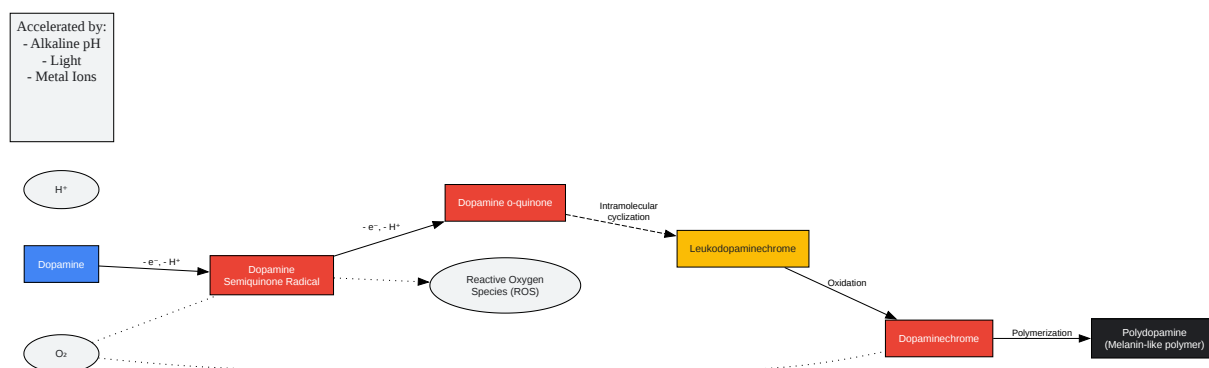 Accelerated by:
- Alkaline pH
- Light
- Metal Ions
H⁺
Dopamine
- e⁻, - H⁺
Dopamine
Semiquinone Radical
- e⁻, - H⁺
Dopamine o-quinone
Reactive Oxygen
Species (ROS)
Intramolecular
cyclization
Leukodopaminechrome
Oxidation
O₂
Dopaminechrome
Polymerization
Polydopamine
(Melanin-like polymer)